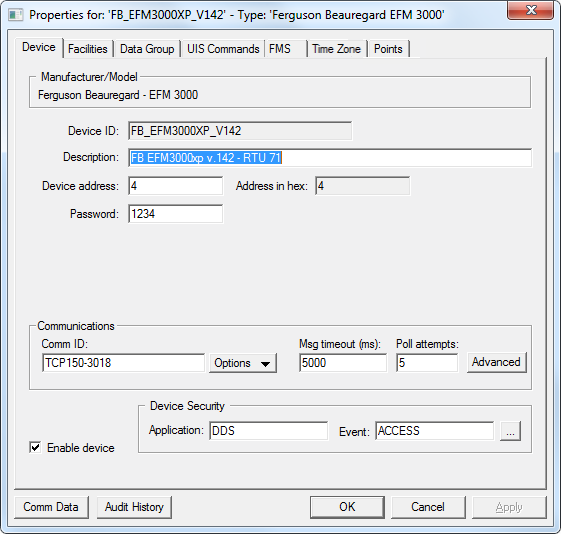 Properties for: 'FB_EFM3000XP_V142' - Type: 'Ferguson Beauregard EFM 3000'
Device Facilities Data Group UIS Commands FMS Time Zone Points
Manufacturer/Model
Ferguson Beauregard - EFM 3000
Device ID: FB_EFM3000XP_V142
Description: FB EFM3000xp v.142 - RTU 71
Device address: 4 Address in hex: 4
Password: 1234
Communications
Comm ID: Msg timeout (ms): Poll attempts:
TCP150-3018 Options 5000 5 Advanced
Device Security
Application: DDS Event: ACCESS ...
Enable device
Comm Data Audit History OK Cancel Apply